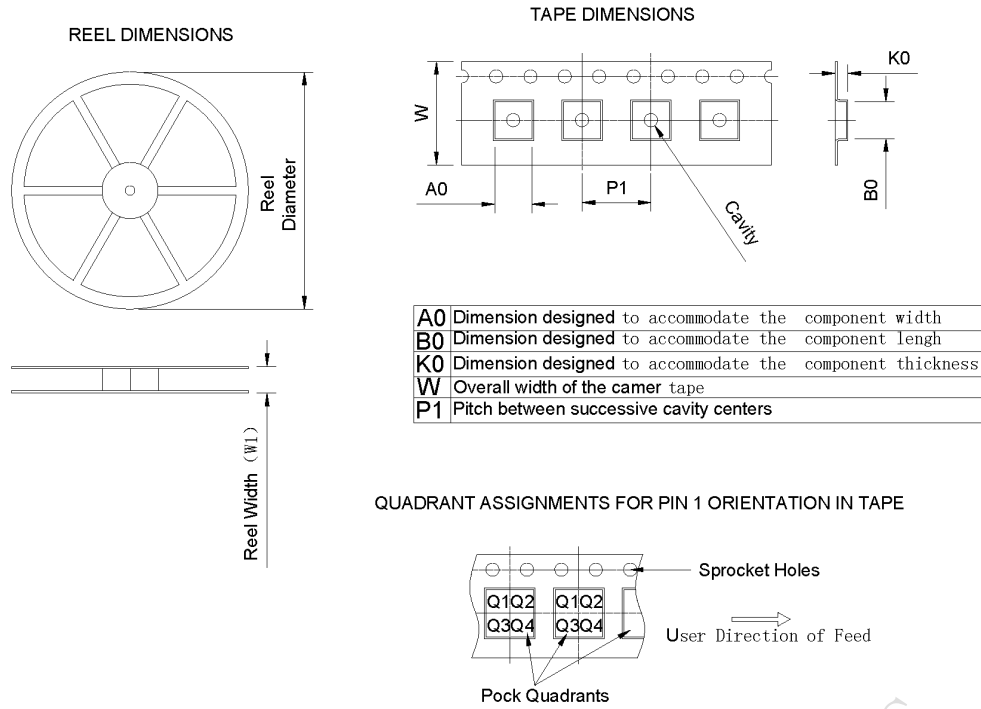 REEL DIMENSIONS
Reel
Diameter
Reel Width (W1)
TAPE DIMENSIONS
W
A0
P1
Cavity
K0
B0
A0 Dimension designed to accommodate the component width
B0 Dimension designed to accommodate the component lengh
K0 Dimension designed to accommodate the component thickness
W Overall width of the camer tape
P1 Pitch between successive cavity centers
QUADRANT ASSIGNMENTS FOR PIN 1 ORIENTATION IN TAPE
Sprocket Holes
Q1Q2 Q1Q2
Q3Q4 Q3Q4
User Direction of Feed
Pock Quadrants